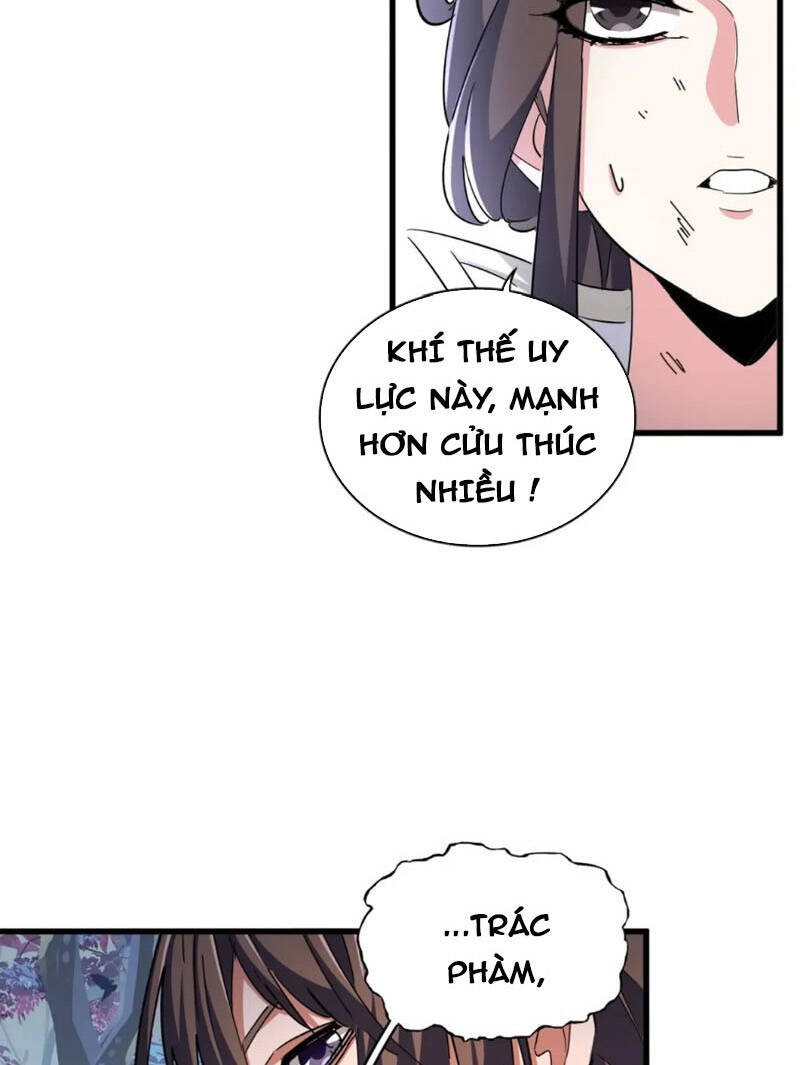 KHÍ THẾ UY
LỰC NÀY, MẠNH
HƠN CỬU THÚC
NHIỀU !
...TRÁC
PHÀM,